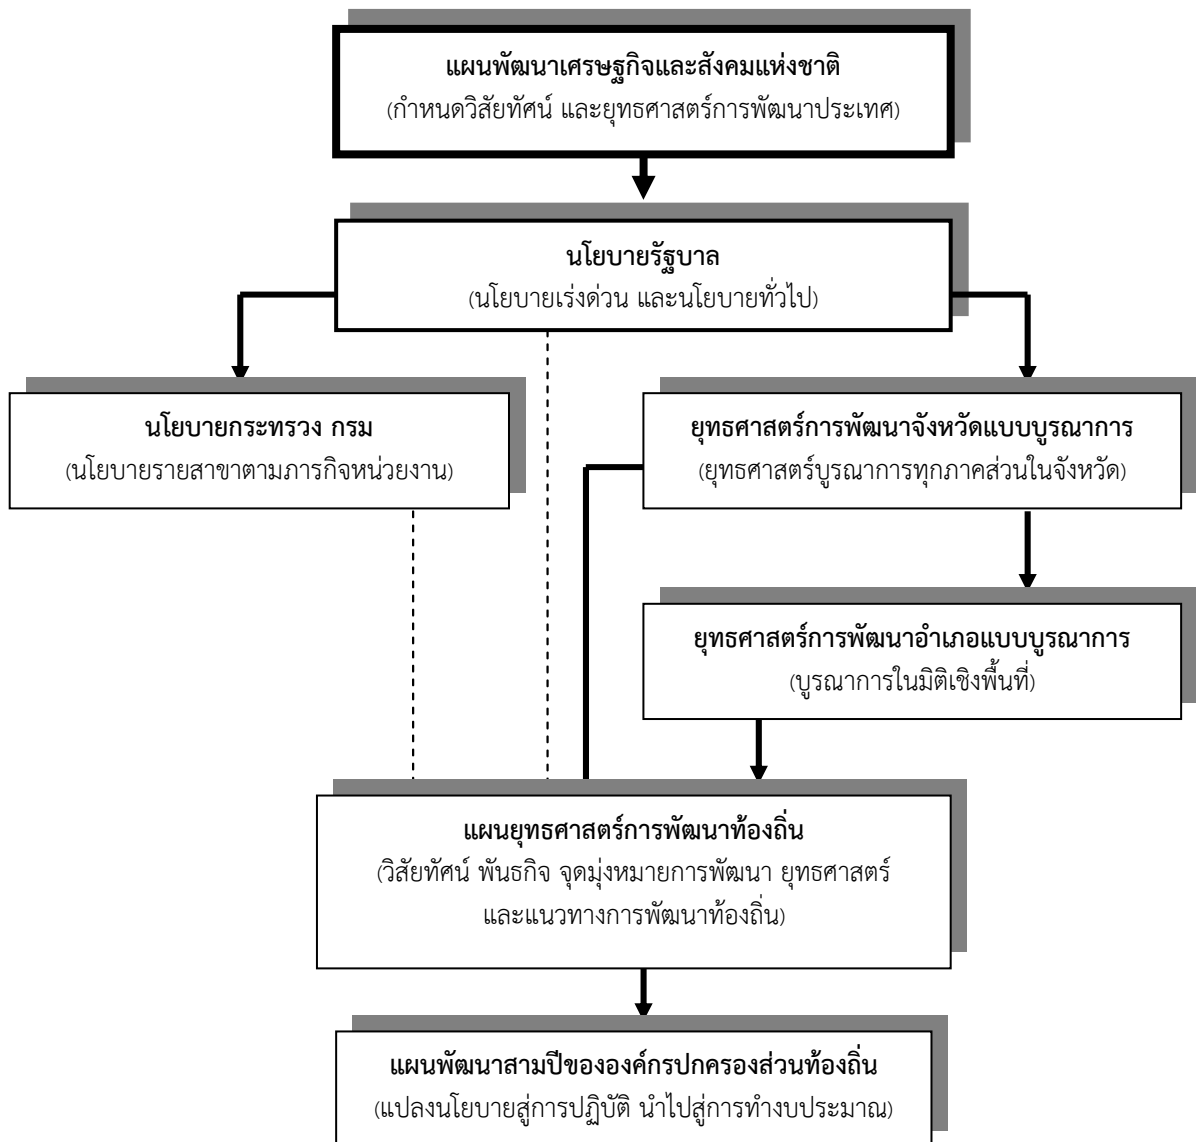 แผนพัฒนาเศรษฐกิจและสังคมแห่งชาติ
(กำหนดวิสัยทัศน์ และยุทธศาสตร์การพัฒนาประเทศ)
นโยบายรัฐบาล
(นโยบายเร่งด่วน และนโยบายทั่วไป)
นโยบายกระทรวง กรม
(นโยบายรายสาขาตามภารกิจหน่วยงาน)
ยุทธศาสตร์การพัฒนาจังหวัดแบบบูรณาการ
(ยุทธศาสตร์บูรณาการทุกภาคส่วนในจังหวัด)
ยุทธศาสตร์การพัฒนาอำเภอแบบบูรณาการ
(บูรณาการในมิติเชิงพื้นที่)
แผนยุทธศาสตร์การพัฒนาท้องถิ่น
(วิสัยทัศน์ พันธกิจ จุดมุ่งหมายการพัฒนา ยุทธศาสตร์
และแนวทางการพัฒนาท้องถิ่น)
แผนพัฒนาสามปีขององค์กรปกครองส่วนท้องถิ่น
(แปลงนโยบายสู่การปฏิบัติ นำไปสู่การทำงบประมาณ)